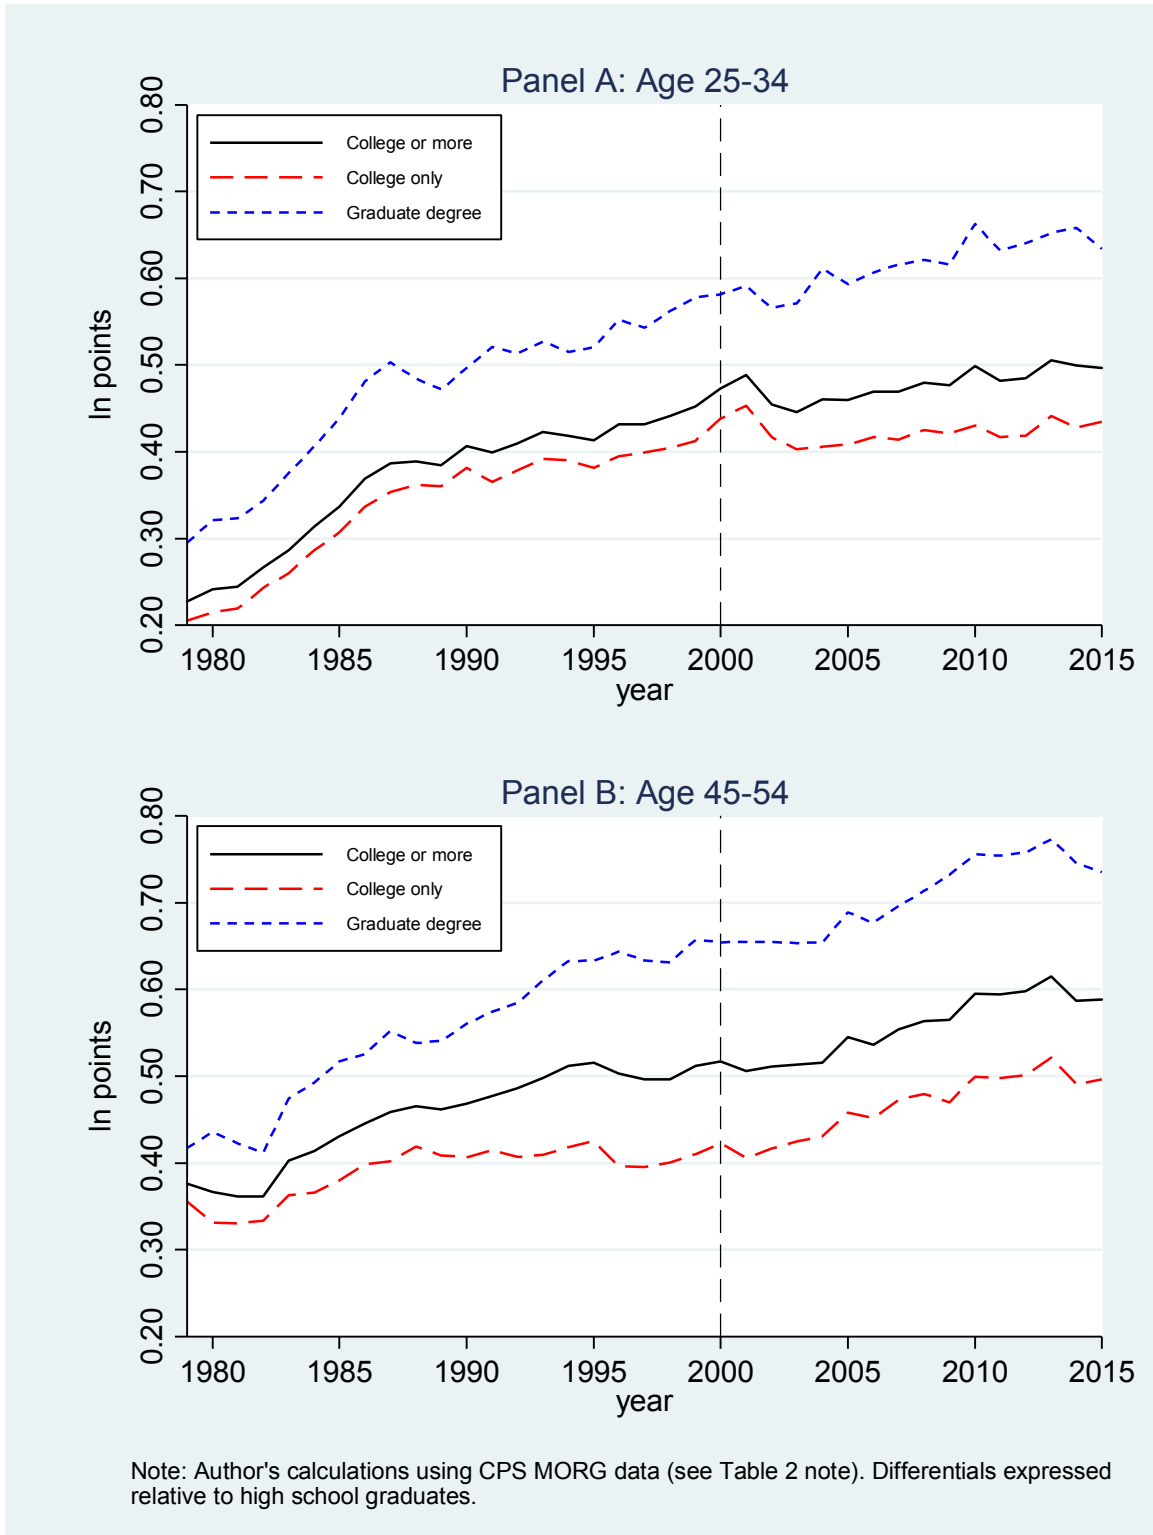 Panel A: Age 25-34
ln points
0.80
0.70
0.60
0.50
0.40
0.30
0.20
College or more
College only
Graduate degree
1980 1985 1990 1995 2000 2005 2010 2015
year
Panel B: Age 45-54
ln points
0.80
0.70
0.60
0.50
0.40
0.30
0.20
College or more
College only
Graduate degree
1980 1985 1990 1995 2000 2005 2010 2015
year
Note: Author's calculations using CPS MORG data (see Table 2 note). Differentials expressed
relative to high school graduates.